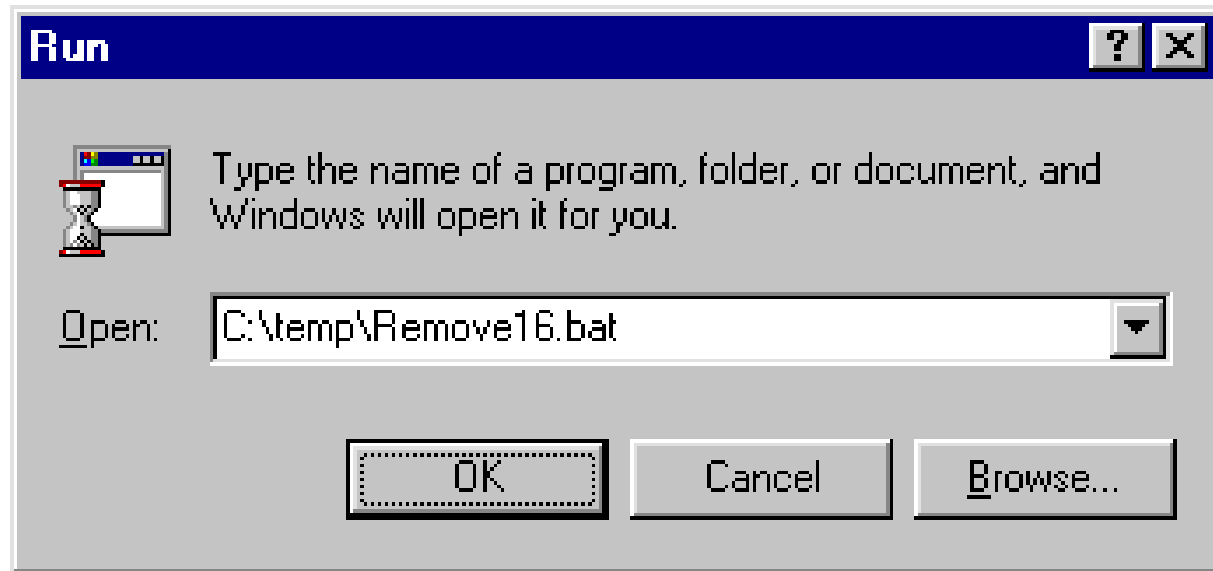 Run
?
Type the name of a program, folder, or document, and
Windows will open it for you.
Open: C:\temp\Remove16.bat
OK Cancel Browse...